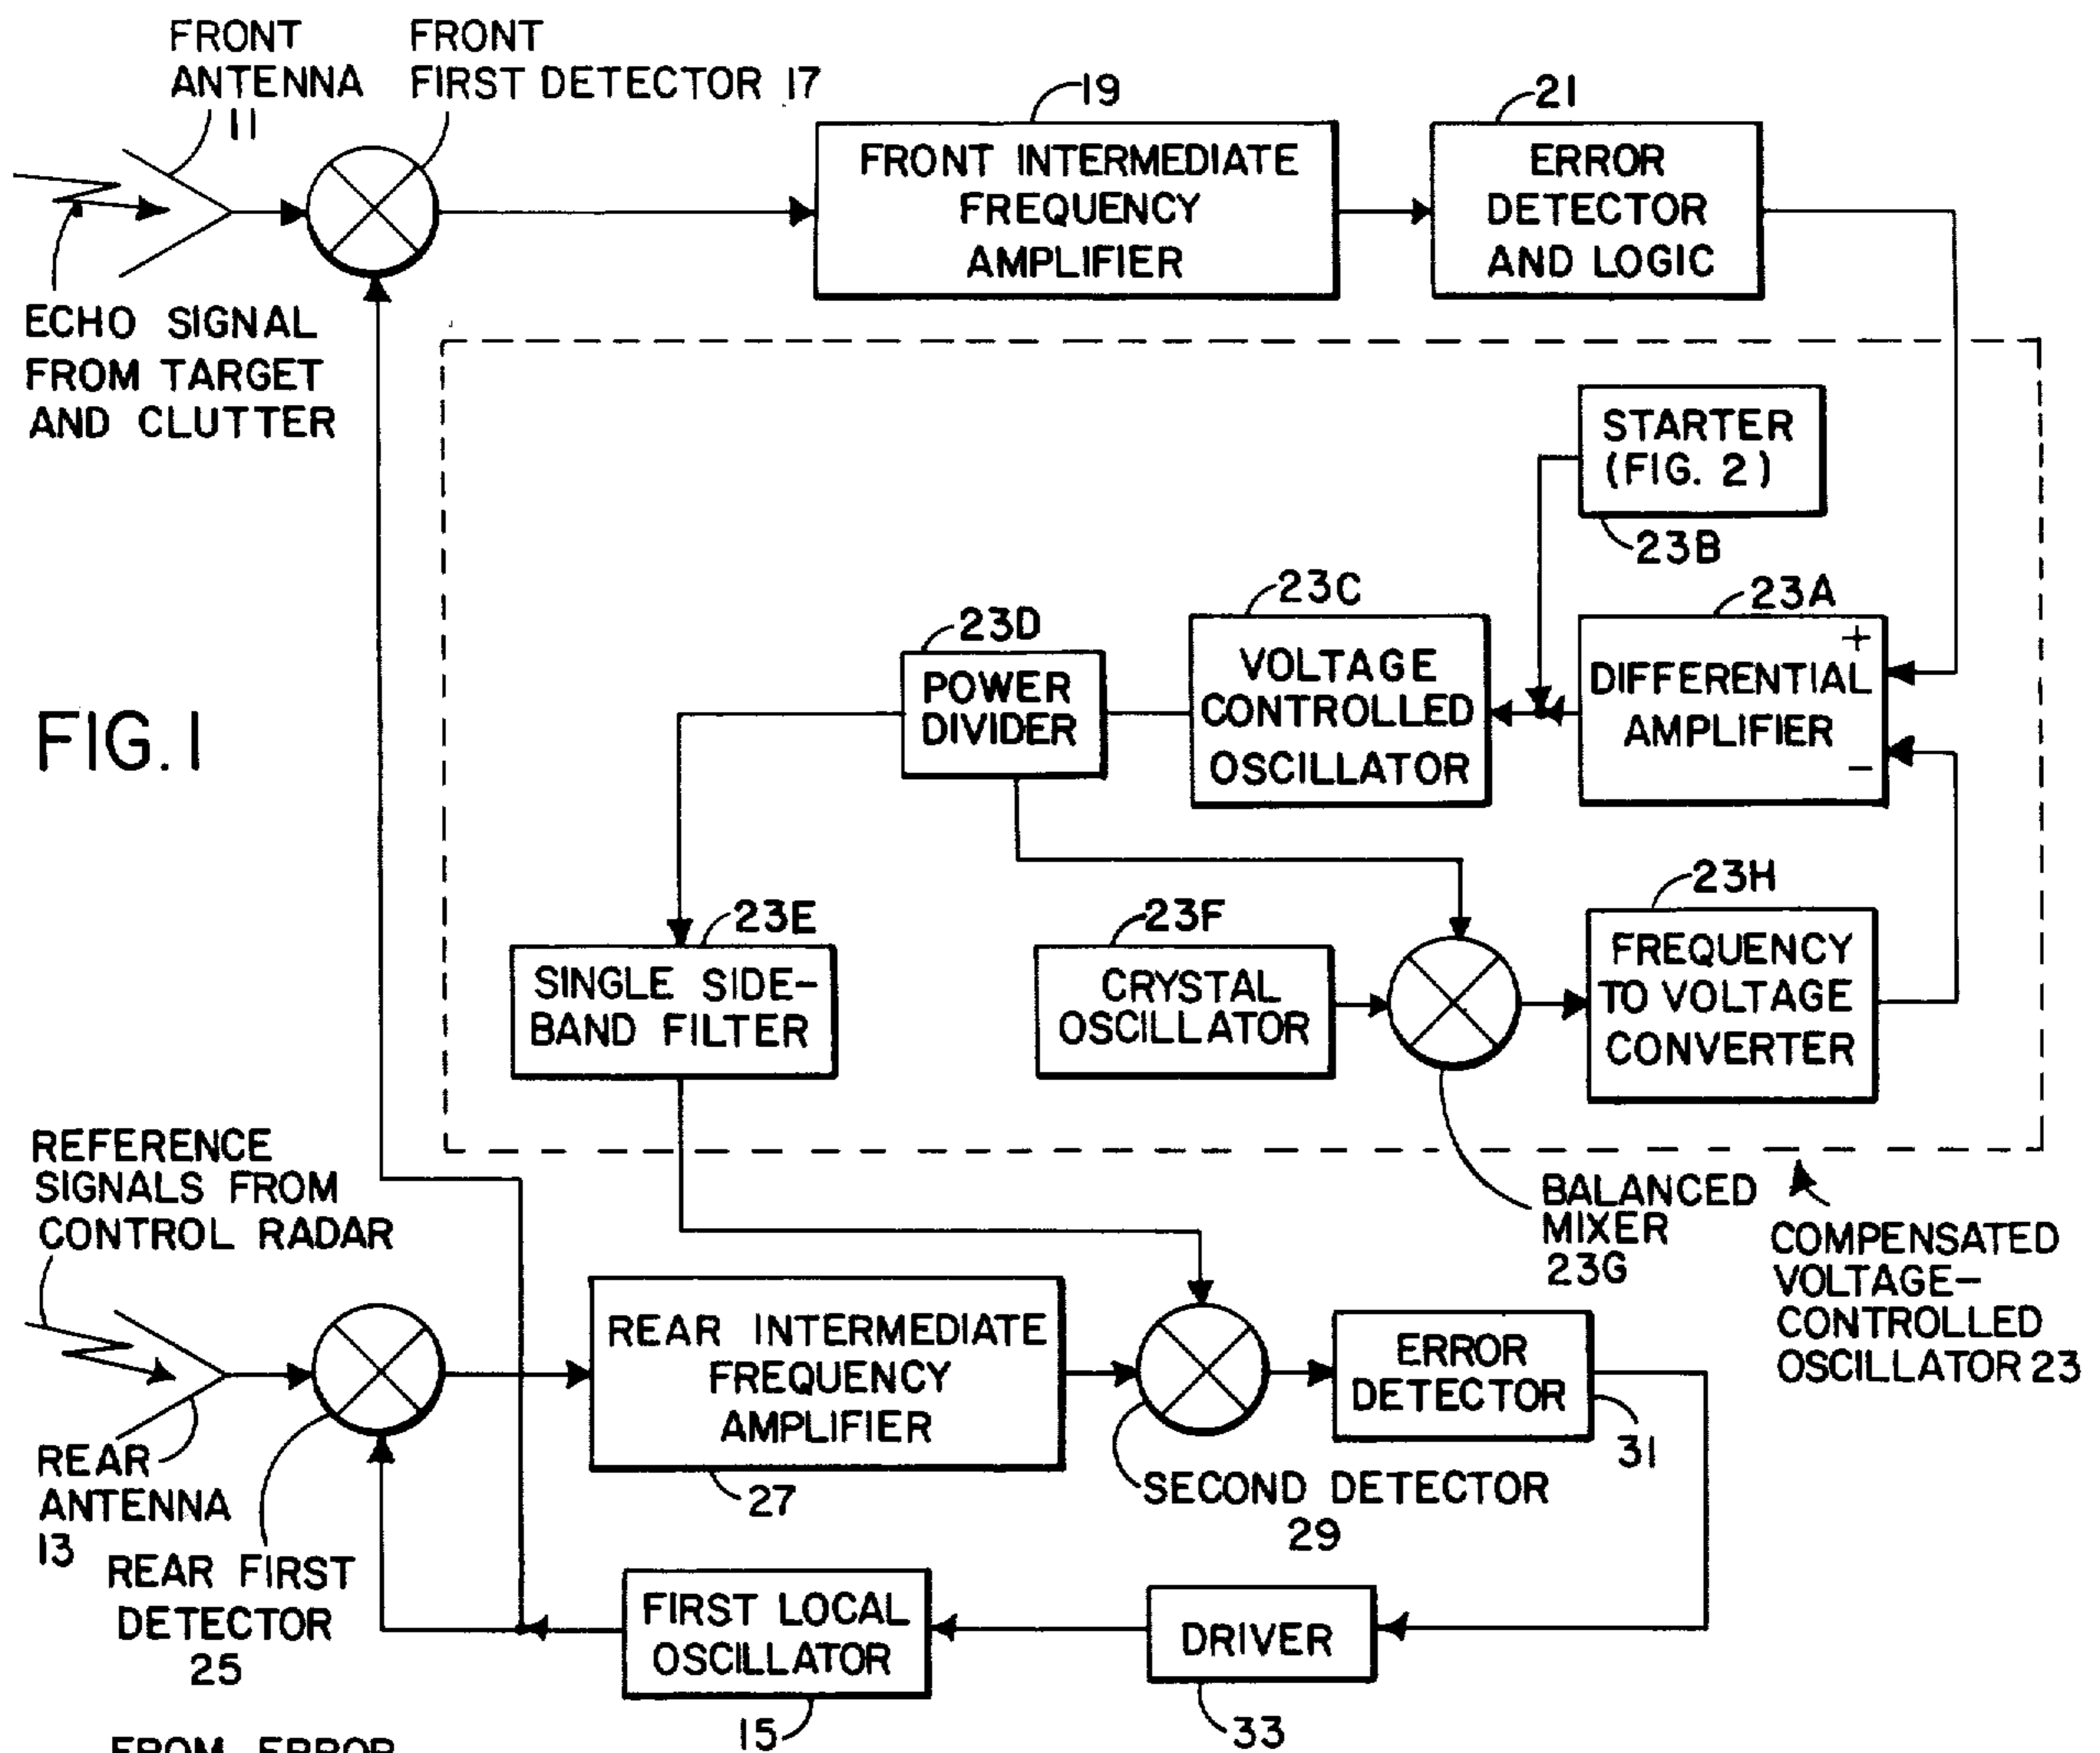 FRONT
ANTENNA
11
FRONT
FIRST DETECTOR 17
19
FRONT INTERMEDIATE
FREQUENCY
AMPLIFIER
21
ERROR
DETECTOR
AND LOGIC
ECHO SIGNAL
FROM TARGET
AND CLUTTER
STARTER
(FIG. 2)
23B
23A
+
DIFFERENTIAL
AMPLIFIER
−
23C
VOLTAGE
CONTROLLED
OSCILLATOR
23D
POWER
DIVIDER
FIG. 1
23E
SINGLE SIDE-
BAND FILTER
23F
CRYSTAL
OSCILLATOR
23H
FREQUENCY
TO VOLTAGE
CONVERTER
BALANCED
MIXER
23G
COMPENSATED
VOLTAGE-
CONTROLLED
OSCILLATOR 23
REFERENCE
SIGNALS FROM
CONTROL RADAR
REAR
ANTENNA
13
REAR FIRST
DETECTOR
25
REAR INTERMEDIATE
FREQUENCY
AMPLIFIER
27
SECOND DETECTOR
29
ERROR
DETECTOR
31
FIRST LOCAL
OSCILLATOR
15
DRIVER
33
FROM ERROR